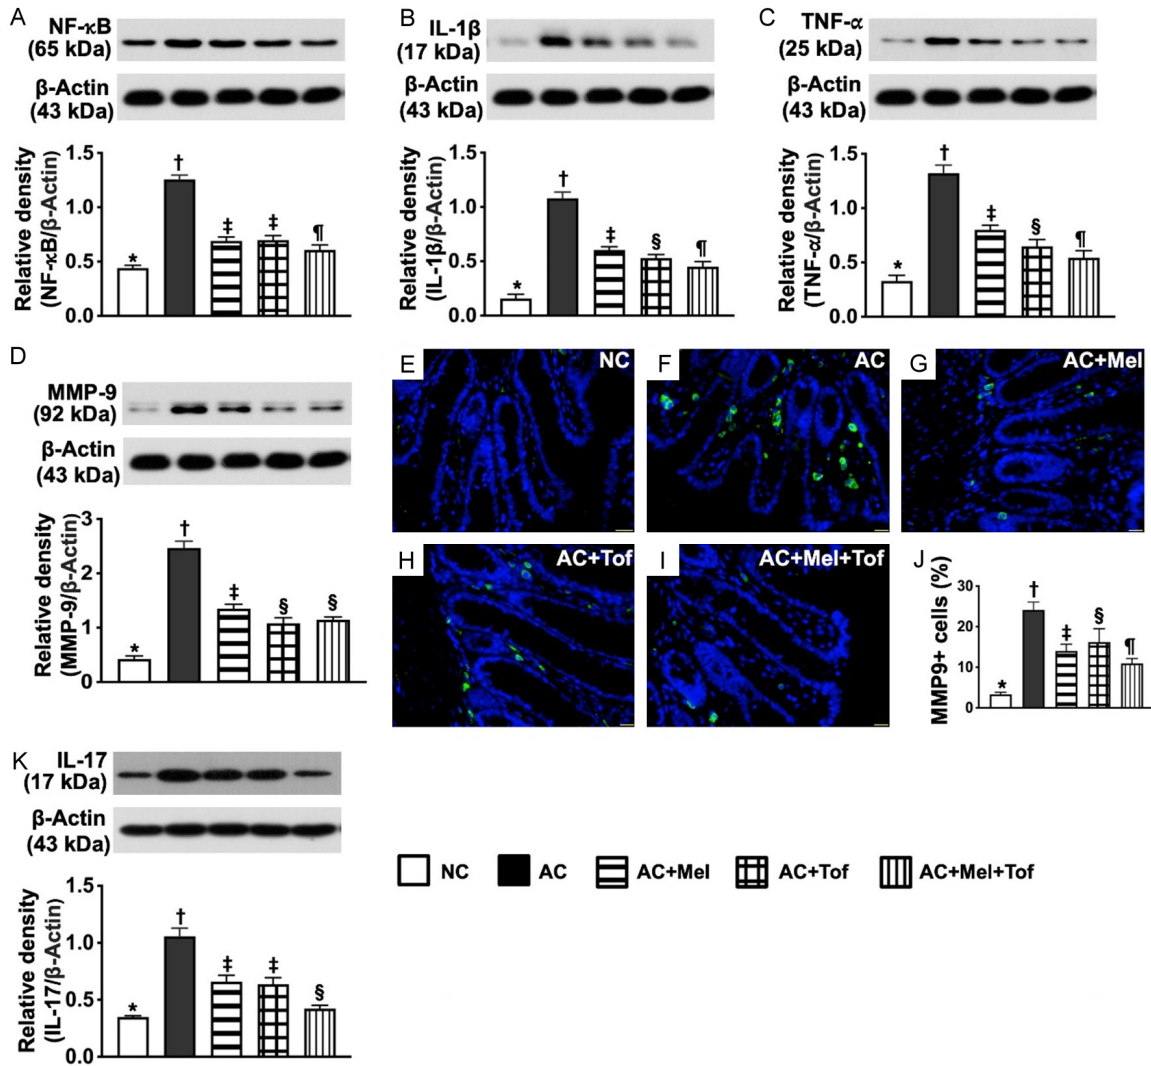 A
NF-κB
(65 kDa)
β-Actin
(43 kDa)
Relative density
(NF-κB/β-Actin)
1.5
1.0
0.5
0.0
*
†
‡
‡
¶
B
IL-1β
(17 kDa)
β-Actin
(43 kDa)
Relative density
(IL-1β/β-Actin)
1.5
1.0
0.5
0.0
*
†
‡
§
¶
C
TNF-α
(25 kDa)
β-Actin
(43 kDa)
Relative density
(TNF-α/β-Actin)
1.5
1.0
0.5
0.0
*
†
‡
§
¶
D
MMP-9
(92 kDa)
β-Actin
(43 kDa)
Relative density
(MMP-9/β-Actin)
3
2
1
0
*
†
‡
§
§
E
NC
F
AC
G
AC+Mel
H
AC+Tof
I
AC+Mel+Tof
J
MMP9+ cells (%)
30
20
10
0
*
†
‡
§
¶
K
IL-17
(17 kDa)
β-Actin
(43 kDa)
Relative density
(IL-17/β-Actin)
1.5
1.0
0.5
0.0
*
†
‡
‡
§
NC
AC
AC+Mel
AC+Tof
AC+Mel+Tof